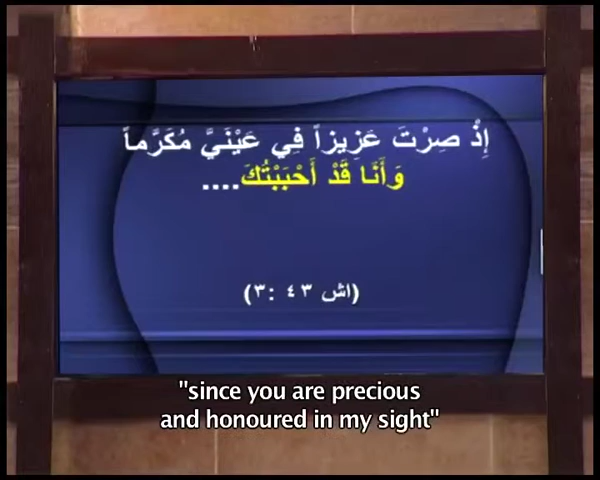 إِذْ صِرْتَ عَزِيزاً فِي عَيْنَيَّ مُكَرَّماً
وَأَنَا قَدْ أَحْبَبْتُكَ....
(اش ٤٣ :٣)
"since you are precious
and honoured in my sight"